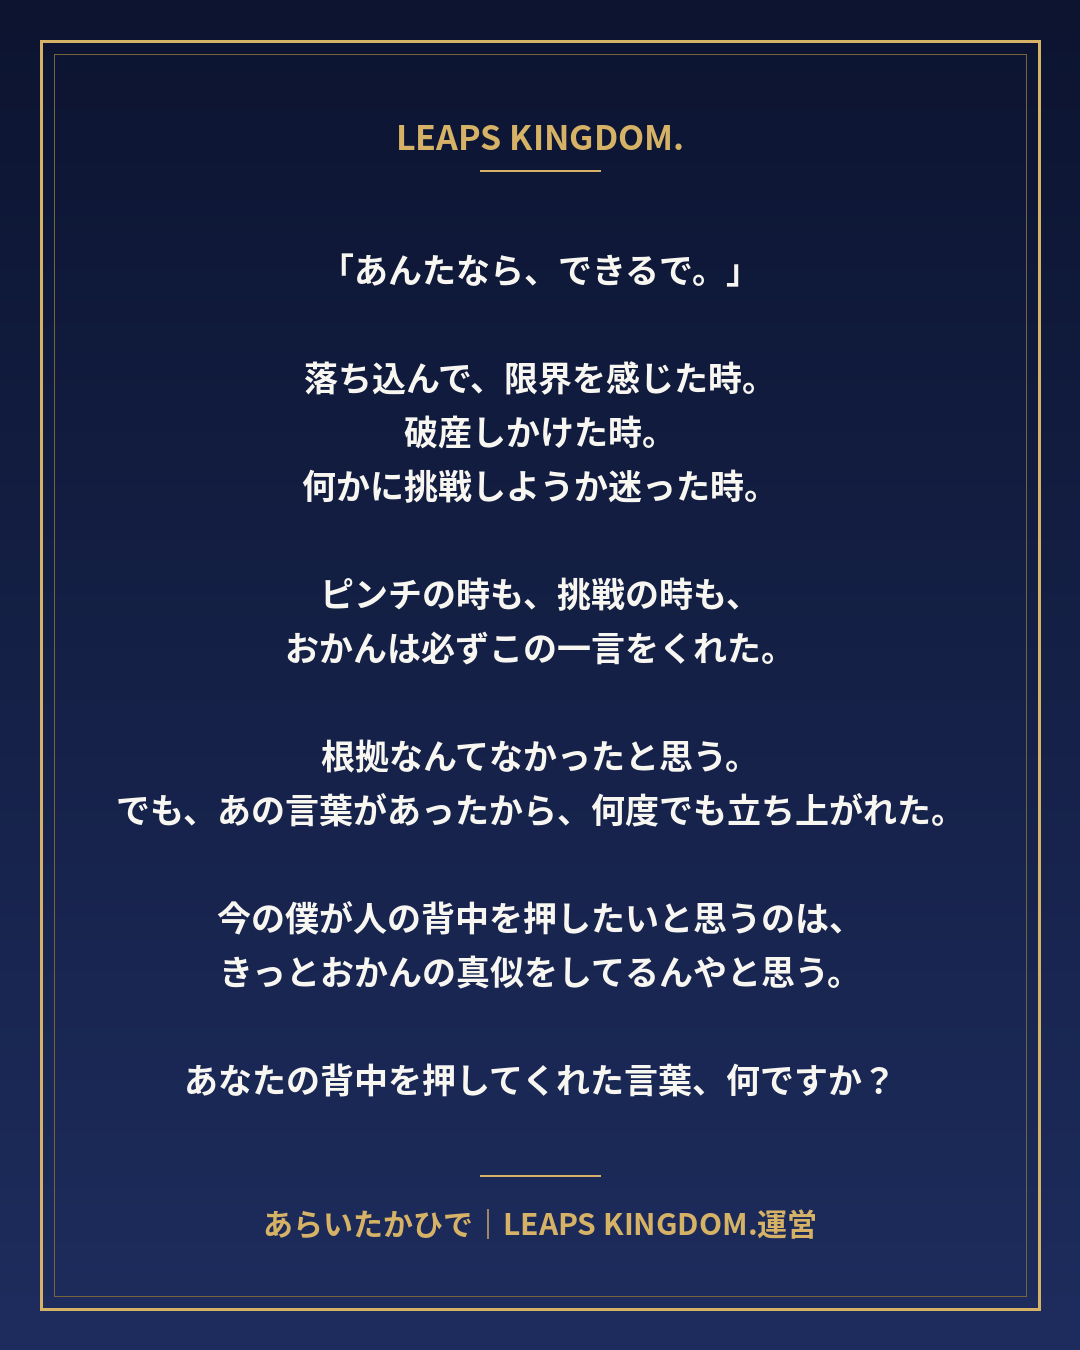 LEAPS KINGDOM.
「あんたなら、できるで。」
落ち込んで、限界を感じた時。
破産しかけた時。
何かに挑戦しようか迷った時。
ピンチの時も、挑戦の時も、
おかんは必ずこの一言をくれた。
根拠なんてなかったと思う。
でも、あの言葉があったから、何度でも立ち上がれた。
今の僕が人の背中を押したいと思うのは、
きっとおかんの真似をしてるんやと思う。
あなたの背中を押してくれた言葉、何ですか？
あらいたかひで｜LEAPS KINGDOM.運営